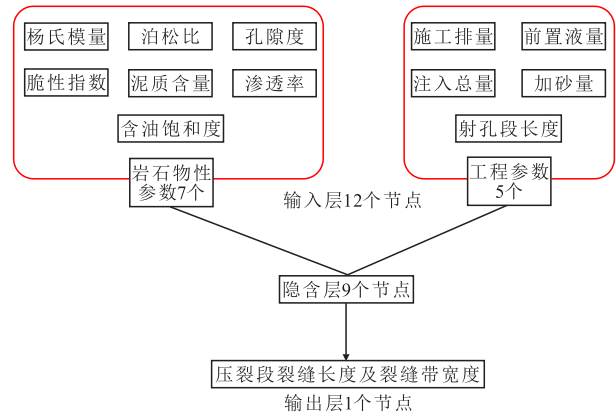 杨氏模量 泊松比 孔隙度
脆性指数 泥质含量 渗透率
含油饱和度
岩石物性
参数7个
施工排量 前置液量
注入总量 加砂量
射孔段长度
工程参数
5个
输入层12个节点
隐含层9个节点
压裂段裂缝长度及裂缝带宽度
输出层1个节点